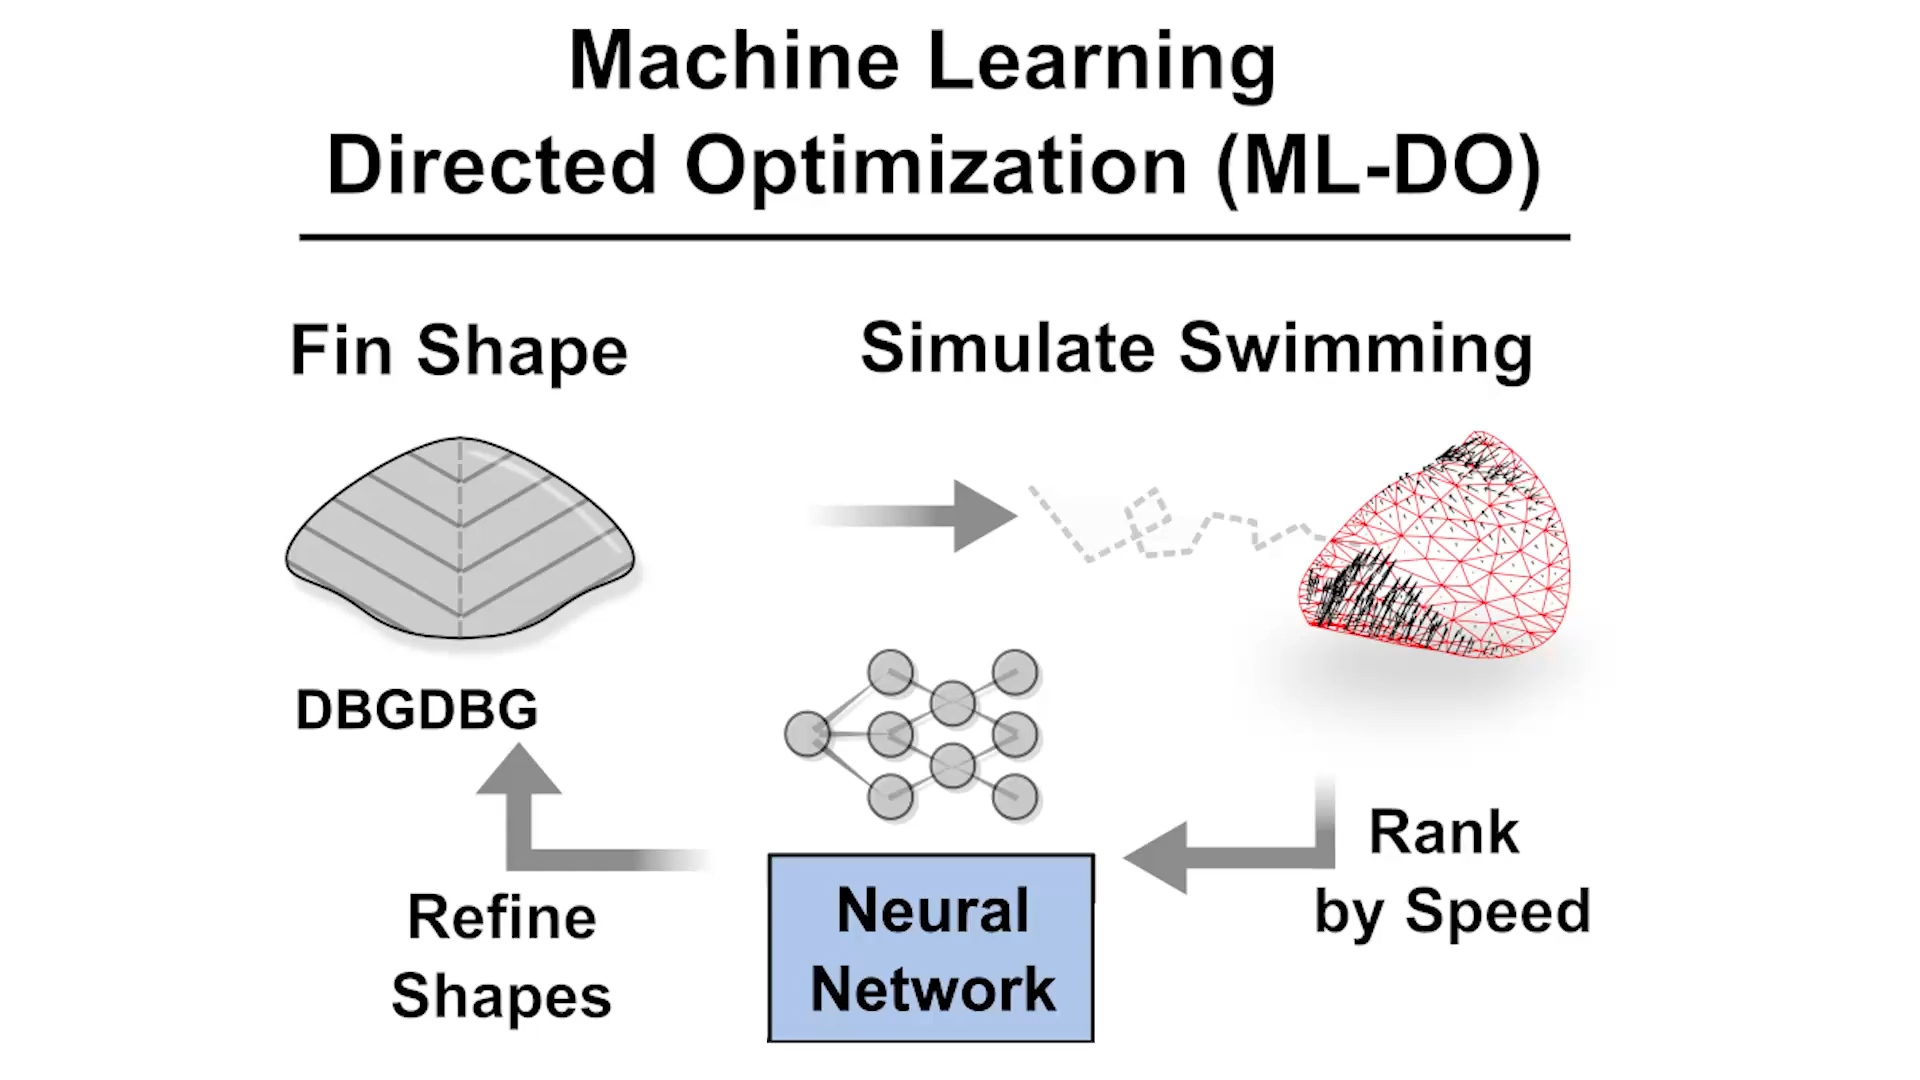 Machine Learning
Directed Optimization (ML-DO)
Fin Shape
Simulate Swimming
DBGDBG
Rank
by Speed
Neural
Network
Refine
Shapes